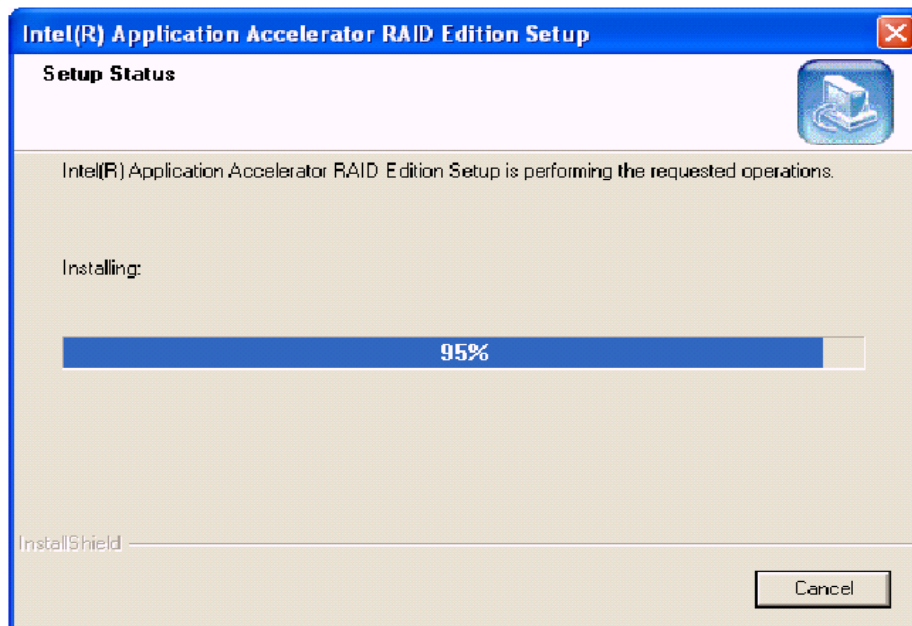 Intel(R) Application Accelerator RAID Edition Setup
Setup Status
Intel(R) Application Accelerator RAID Edition Setup is performing the requested operations.
Installing:
95%
InstallShield
Cancel